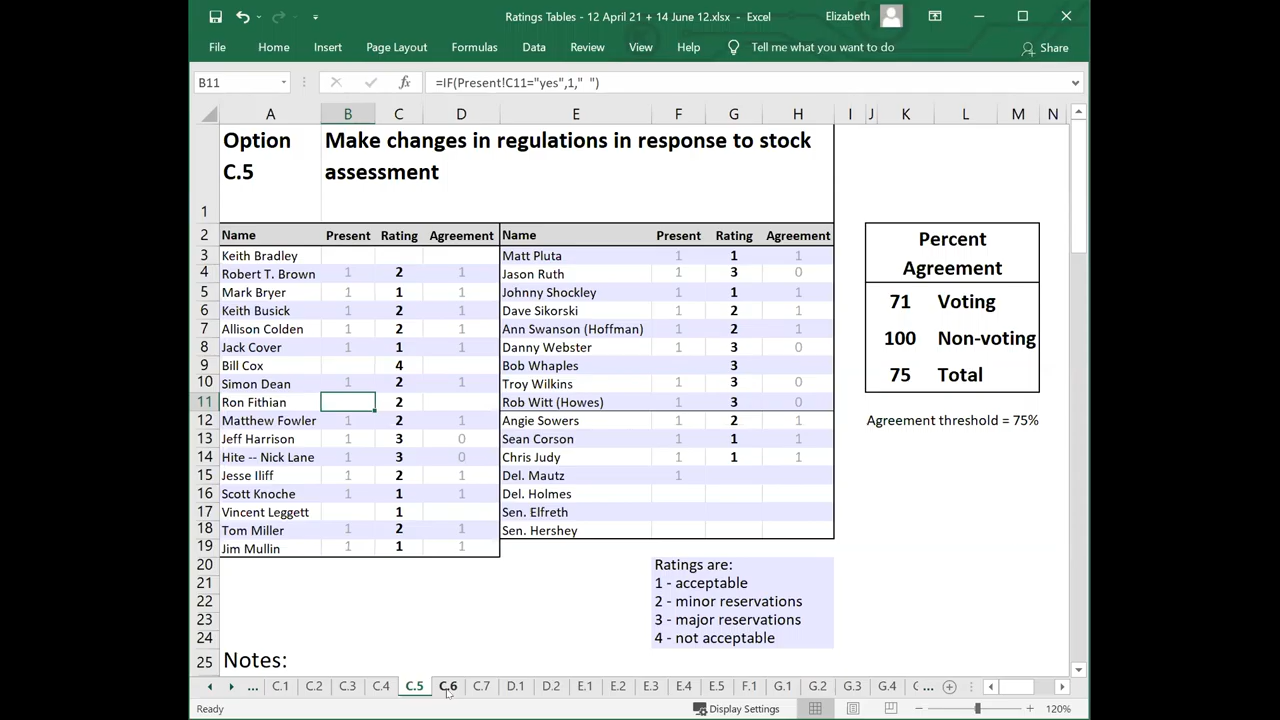 Ratings Tables - 12 April 21 + 14 June 12.xlsx - Excel
Elizabeth
File Home Insert Page Layout Formulas Data Review View Help Tell me what you want to do Share
B11 fx =IF(Present!C11="yes",1," ")
A B C D E F G H I J K L M N
Option C.5 Make changes in regulations in response to stock assessment
1
2 Name Present Rating Agreement Name Present Rating Agreement
3 Keith Bradley Matt Pluta 1 1 1
4 Robert T. Brown 1 2 1 Jason Ruth 1 3 0
5 Mark Bryer 1 1 1 Johnny Shockley 1 1 1
6 Keith Busick 1 2 1 Dave Sikorski 1 2 1
7 Allison Colden 1 2 1 Ann Swanson (Hoffman) 1 2 1
8 Jack Cover 1 1 1 Danny Webster 1 3 0
9 Bill Cox 4 Bob Whaples 3
10 Simon Dean 1 2 1 Troy Wilkins 1 3 0
11 Ron Fithian 2 Rob Witt (Howes) 1 3 0
12 Matthew Fowler 1 2 1 Angie Sowers 1 2 1
13 Jeff Harrison 1 3 0 Sean Corson 1 1 1
14 Hite -- Nick Lane 1 3 0 Chris Judy 1 1 1
15 Jesse Iliff 1 2 1 Del. Mautz 1
16 Scott Knoche 1 1 1 Del. Holmes
17 Vincent Leggett 1 Sen. Elfreth
18 Tom Miller 1 2 1 Sen. Hershey
19 Jim Mullin 1 1 1
Percent
Agreement
71 Voting
100 Non-voting
75 Total
Agreement threshold = 75%
20 Ratings are:
21 1 - acceptable
22 2 - minor reservations
23 3 - major reservations
24 4 - not acceptable
25 Notes:
... C.1 C.2 C.3 C.4 C.5 C.6 C.7 D.1 D.2 E.1 E.2 E.3 E.4 E.5 F.1 G.1 G.2 G.3 G.4 ...
Ready Display Settings 120%